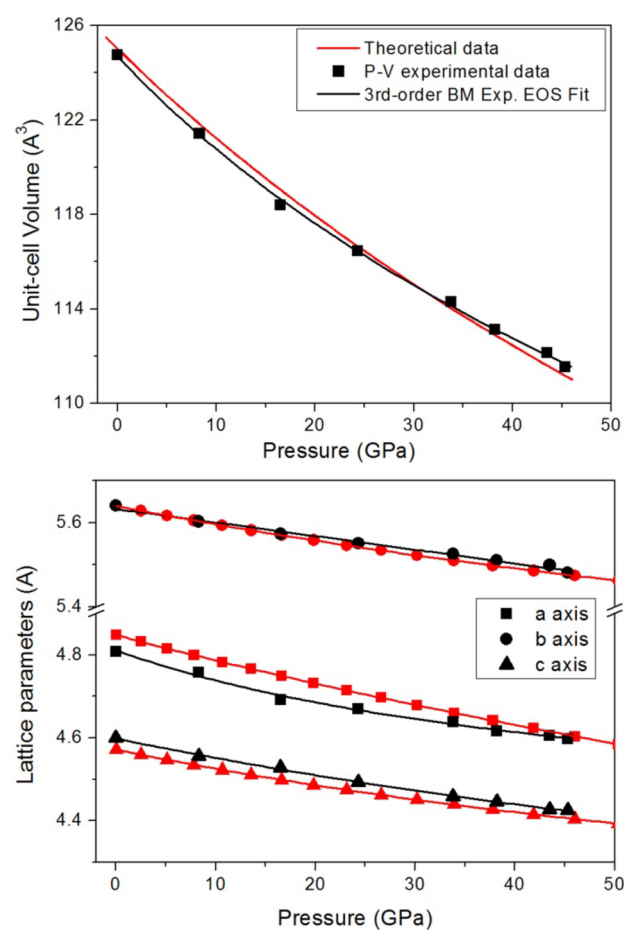 126
122
118
114
110
Unit-cell Volume (A³)
Theoretical data
P-V experimental data
3rd-order BM Exp. EOS Fit
0 10 20 30 40 50
Pressure (GPa)
5.6
5.4
4.8
4.6
4.4
Lattice parameters (A)
a axis
b axis
c axis
0 10 20 30 40 50
Pressure (GPa)